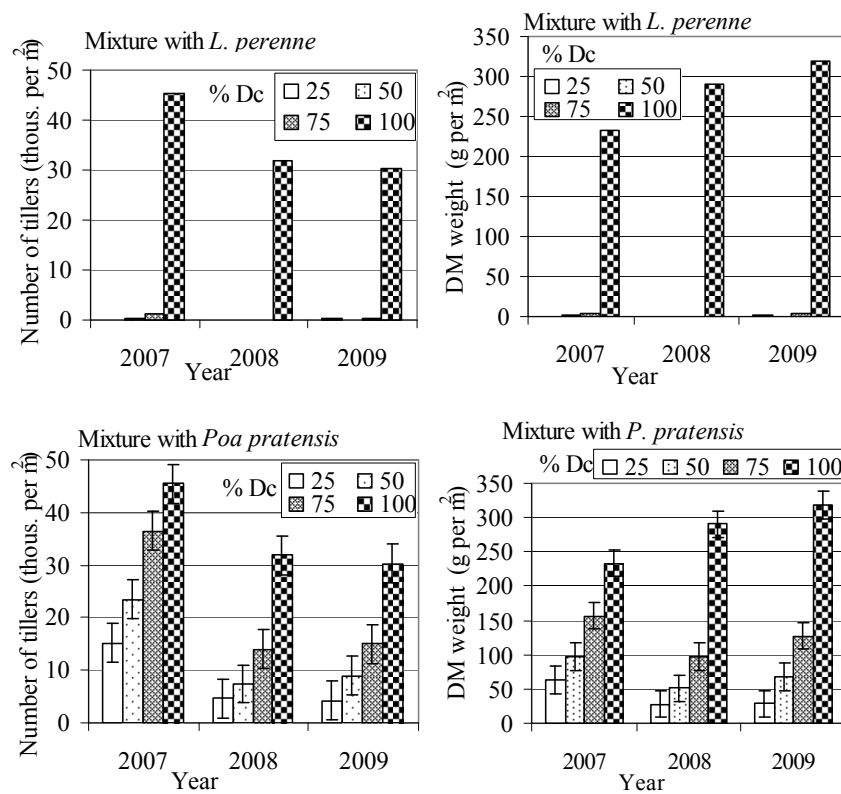 Mixture with L. perenne
Number of tillers (thous. per m²)
% Dc
25 50
75 100
50
40
30
20
10
0
2007 2008 2009
Year
Mixture with L. perenne
DM weight (g per m²)
% Dc
25 50
75 100
350
300
250
200
150
100
50
0
2007 2008 2009
Year
Mixture with Poa pratensis
Number of tillers (thous. per m²)
% Dc
25 50
75 100
50
40
30
20
10
0
2007 2008 2009
Year
Mixture with P. pratensis
DM weight (g per m²)
% Dc 25 50 75 100
350
300
250
200
150
100
50
0
2007 2008 2009
Year